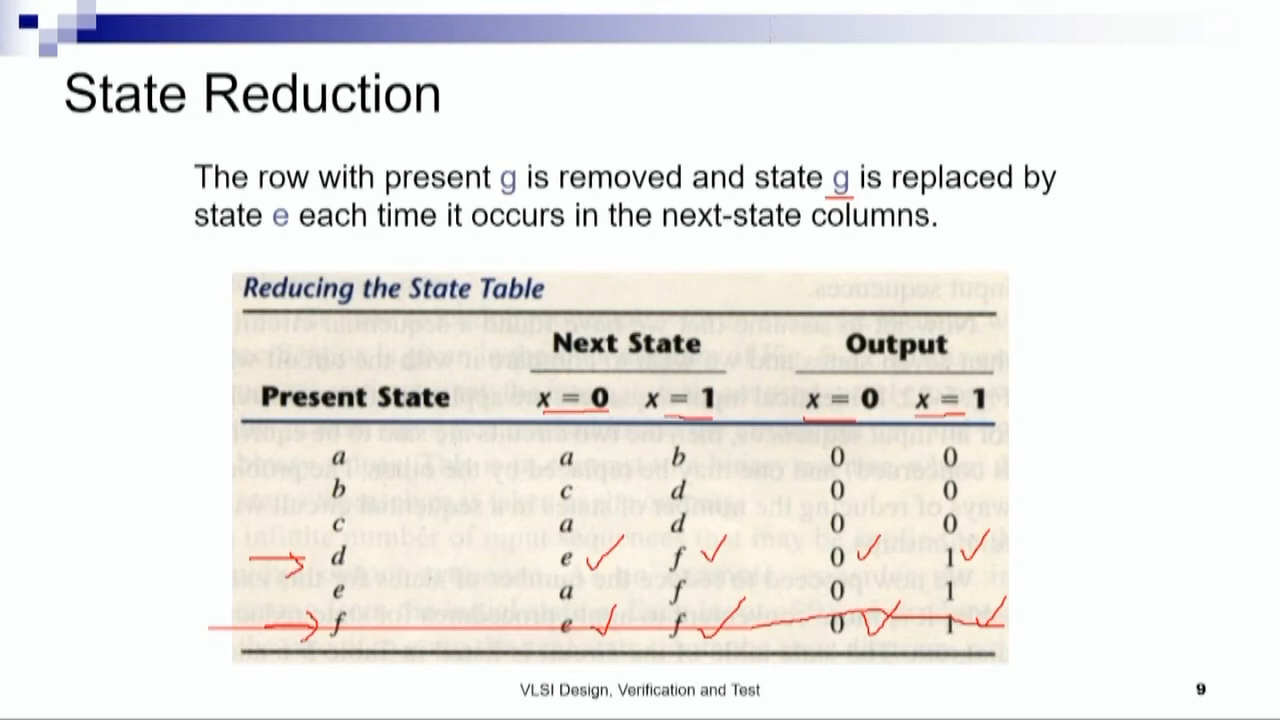 State Reduction
The row with present g is removed and state g is replaced by
state e each time it occurs in the next-state columns.
Reducing the State Table
Next State Output
Present State x = 0 x = 1 x = 0 x = 1
a a b 0 0
b c d 0 0
c a d 0 0
d e f 0 1
e a f 0 1
f e f 0 1
VLSI Design, Verification and Test 9